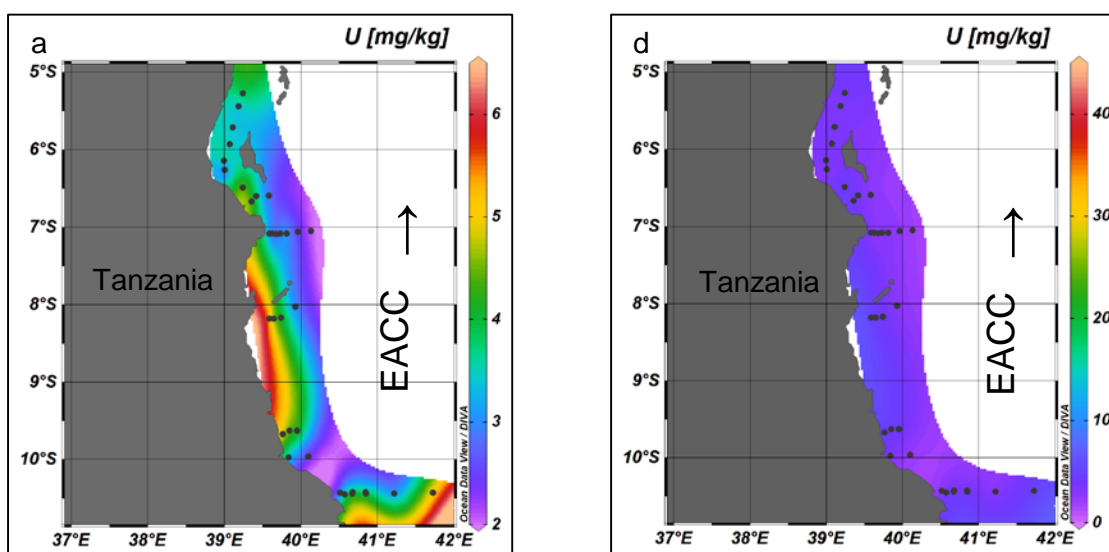 a
U [mg/kg]
5°S
6°S
7°S
8°S
9°S
10°S
37°E
38°E
39°E
40°E
41°E
42°E
Tanzania
EACC →
6
5
4
3
2
Ocean Data View / DIVA
d
U [mg/kg]
5°S
6°S
7°S
8°S
9°S
10°S
37°E
38°E
39°E
40°E
41°E
42°E
Tanzania
EACC →
40
30
20
10
0
Ocean Data View / DIVA